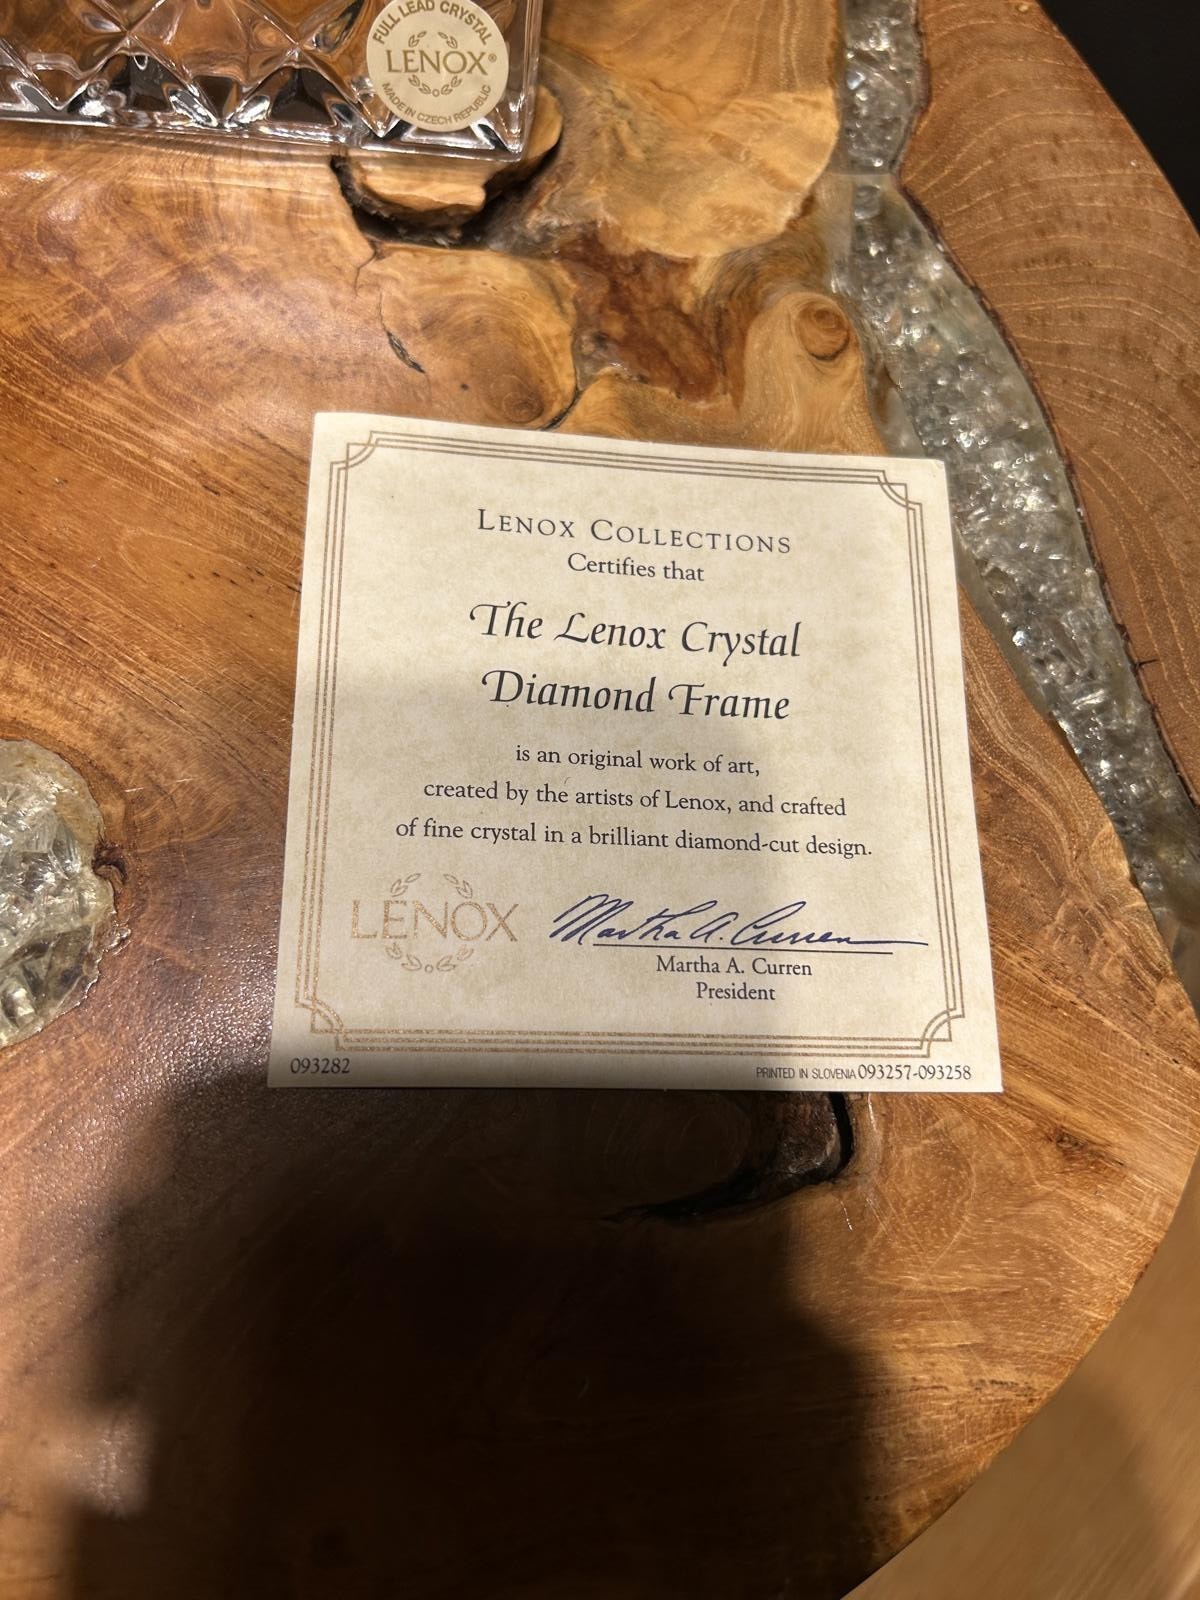 FULL LEAD CRYSTAL
LENOX®
MADE IN CZECH REPUBLIC
LENOX COLLECTIONS
Certifies that
The Lenox Crystal
Diamond Frame
is an original work of art,
created by the artists of Lenox, and crafted
of fine crystal in a brilliant diamond-cut design.
LENOX
Martha A. Curren
Martha A. Curren
President
093282
PRINTED IN SLOVENIA 093257-093258